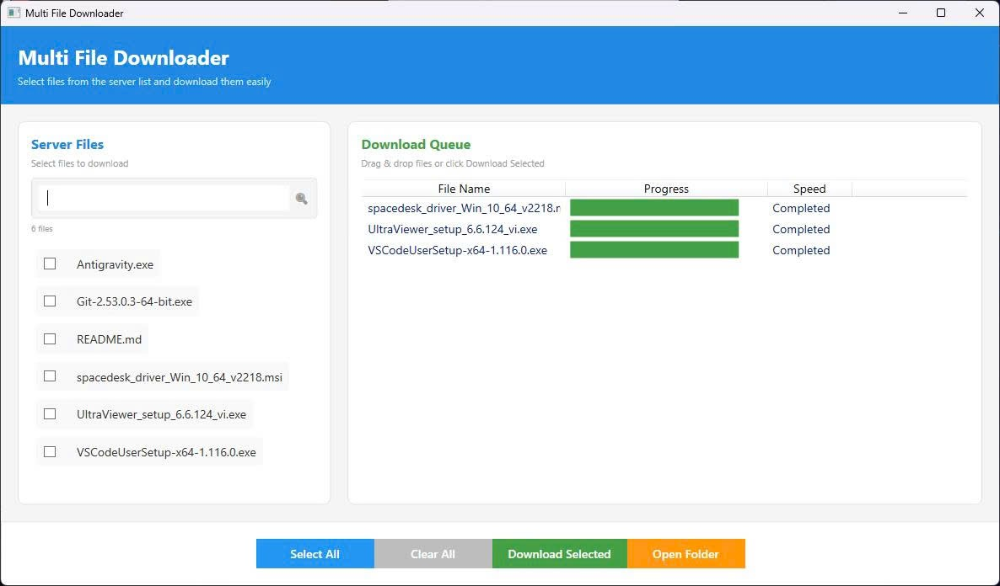 Multi File Downloader
Multi File Downloader
Select files from the server list and download them easily
Server Files
Select files to download
6 files
Antigravity.exe
Git-2.53.0.3-64-bit.exe
README.md
spacedesk_driver_Win_10_64_v2218.msi
UltraViewer_setup_6.6.124_vi.exe
VSCodeUserSetup-x64-1.116.0.exe
Download Queue
Drag & drop files or click Download Selected
File Name Progress Speed
spacedesk_driver_Win_10_64_v2218.m Completed
UltraViewer_setup_6.6.124_vi.exe Completed
VSCodeUserSetup-x64-1.116.0.exe Completed
Select All Clear All Download Selected Open Folder